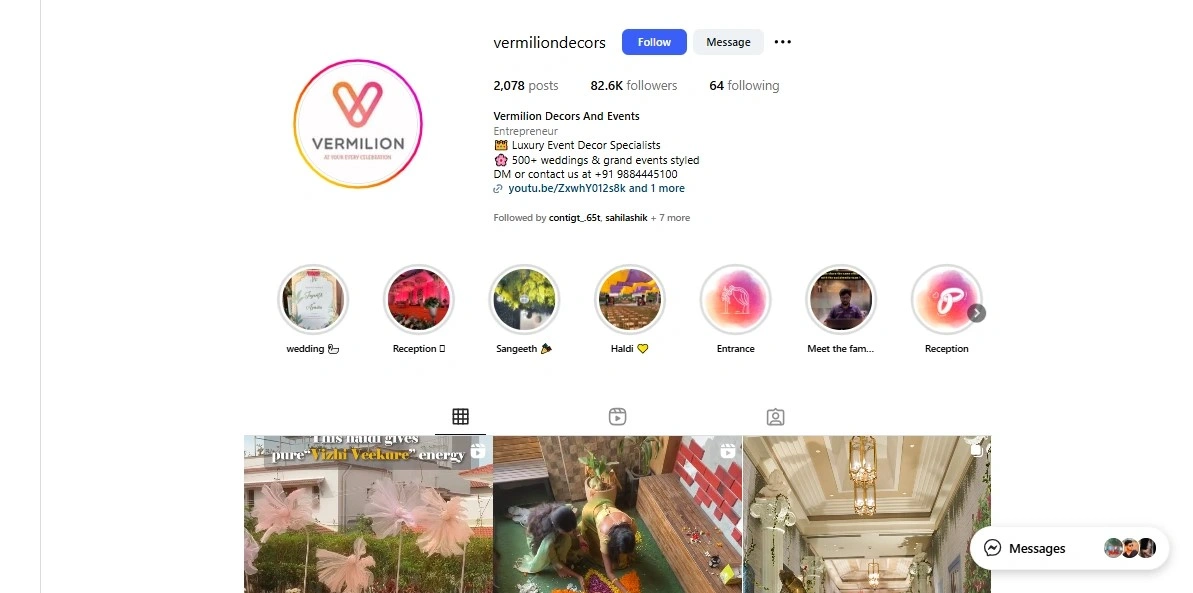 vermiliondecors Follow Message
2,078 posts 82.6K followers 64 following
VERMILION
AT YOUR EVERY CELEBRATION
Vermilion Decors And Events
Entrepreneur
👑 Luxury Event Decor Specialists
🌸 500+ weddings & grand events styled
DM or contact us at +91 9884445100
youtu.be/ZxwhY012s8k and 1 more
Followed by contigt_.65t, sahilashik + 7 more
wedding 🦢 Reception Sangeeth 🎉 Haldi 💛 Entrance Meet the fam... Reception
This haldi gives
pure"Vizhi Veekure" energy
Messages